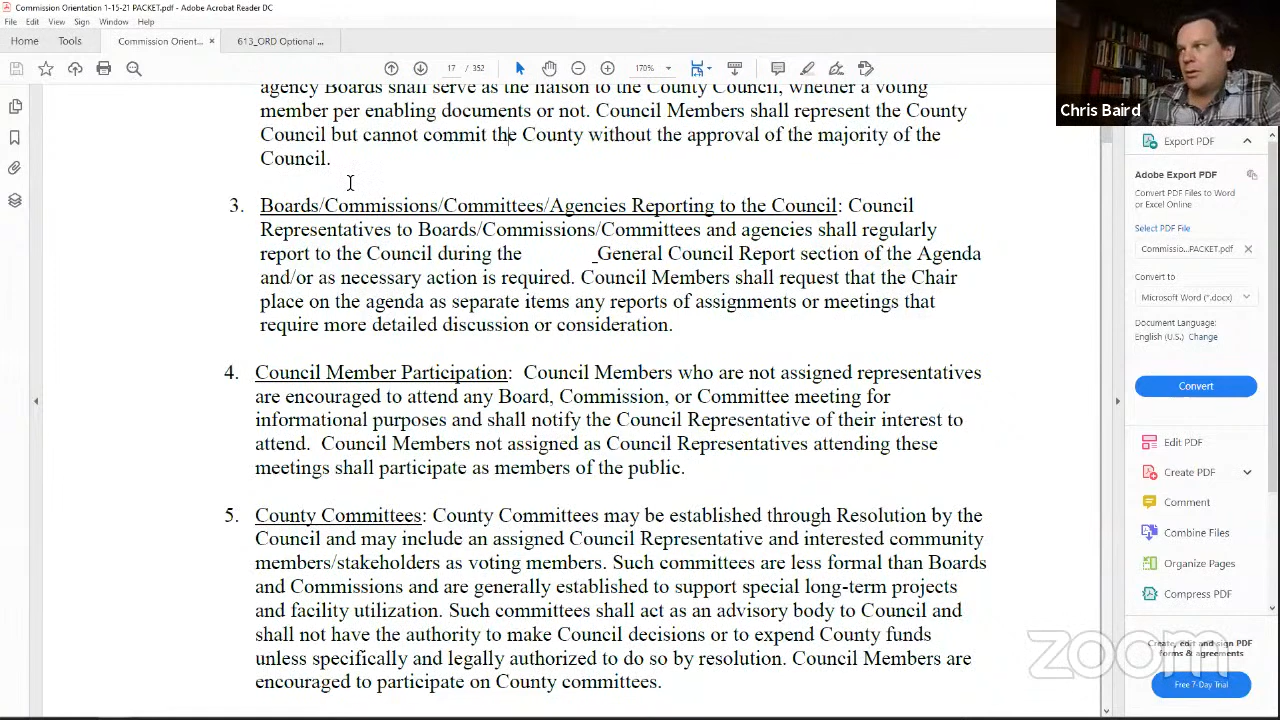 Commission Orientation 1-15-21 PACKET.pdf - Adobe Acrobat Reader DC
File Edit View Sign Window Help
Home Tools Commission Orient... × 613_ORD Optional ...
17 / 352 170%
Chris Baird
agency Boards shall serve as the liaison to the County Council, whether a voting
member per enabling documents or not. Council Members shall represent the County
Council but cannot commit the County without the approval of the majority of the
Council.
3. Boards/Commissions/Committees/Agencies Reporting to the Council: Council
Representatives to Boards/Commissions/Committees and agencies shall regularly
report to the Council during the _General Council Report section of the Agenda
and/or as necessary action is required. Council Members shall request that the Chair
place on the agenda as separate items any reports of assignments or meetings that
require more detailed discussion or consideration.
4. Council Member Participation: Council Members who are not assigned representatives
are encouraged to attend any Board, Commission, or Committee meeting for
informational purposes and shall notify the Council Representative of their interest to
attend. Council Members not assigned as Council Representatives attending these
meetings shall participate as members of the public.
5. County Committees: County Committees may be established through Resolution by the
Council and may include an assigned Council Representative and interested community
members/stakeholders as voting members. Such committees are less formal than Boards
and Commissions and are generally established to support special long-term projects
and facility utilization. Such committees shall act as an advisory body to Council and
shall not have the authority to make Council decisions or to expend County funds
unless specifically and legally authorized to do so by resolution. Council Members are
encouraged to participate on County committees.
Export PDF
Adobe Export PDF
Convert PDF Files to Word
or Excel Online
Select PDF File
Commissio...PACKET.pdf ×
Convert to
Microsoft Word (*.docx)
Document Language:
English (U.S.) Change
Convert
Edit PDF
Create PDF
Comment
Combine Files
Organize Pages
Compress PDF
Create, edit and sign PDF
forms & agreements
Free 7-Day Trial
zoom